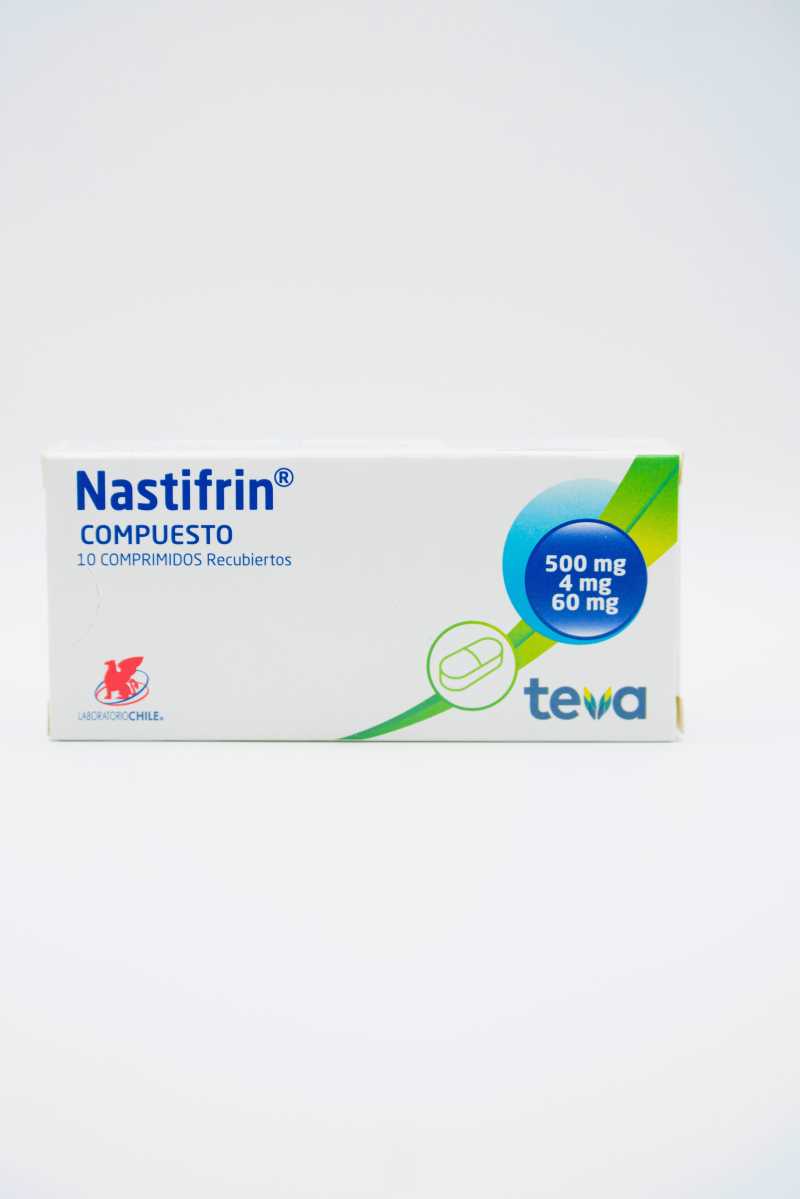 Nastifrin®
COMPUESTO
10 COMPRIMIDOS Recubiertos
500 mg
4 mg
60 mg
LABORATORIOCHILE®
teva